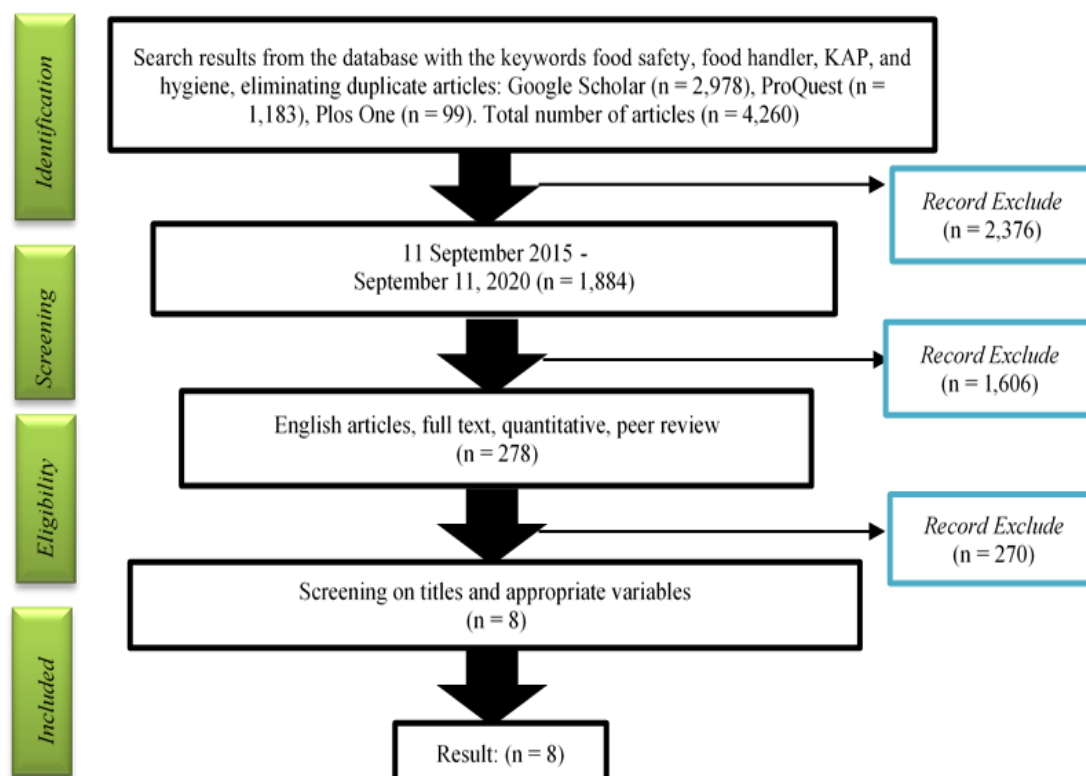 Identification
Search results from the database with the keywords food safety, food handler, KAP, and
hygiene, eliminating duplicate articles: Google Scholar (n = 2,978), ProQuest (n =
1,183), Plos One (n = 99). Total number of articles (n = 4,260)
Record Exclude
(n = 2,376)
Screening
11 September 2015 -
September 11, 2020 (n = 1,884)
Record Exclude
(n = 1,606)
Eligibility
English articles, full text, quantitative, peer review
(n = 278)
Record Exclude
(n = 270)
Included
Screening on titles and appropriate variables
(n = 8)
Result: (n = 8)